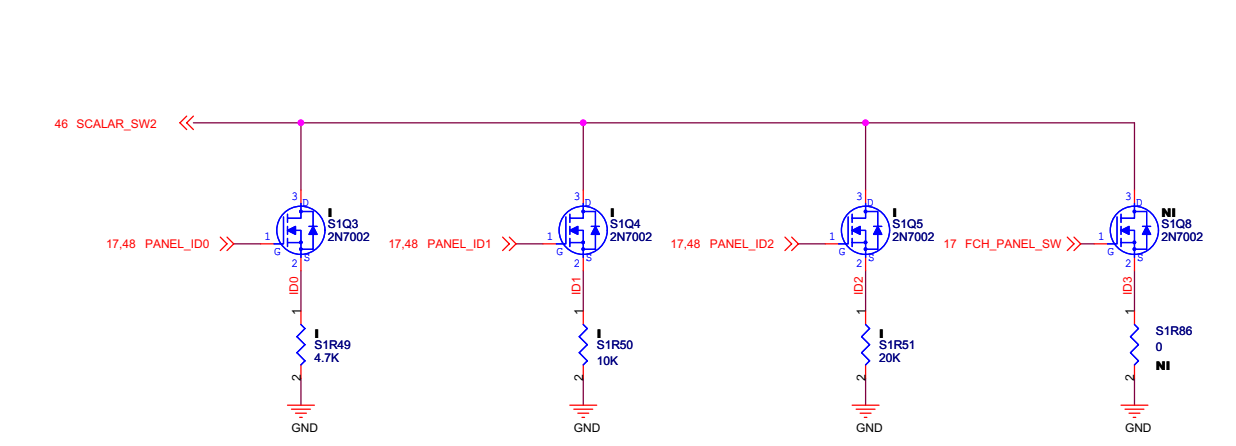 46 SCALAR_SW2
3
D
I
S1Q3
2N7002
17,48 PANEL_ID0
1
G
2
S
ID0
1
I
S1R49
4.7K
2
GND
3
D
I
S1Q4
2N7002
17,48 PANEL_ID1
1
G
2
S
ID1
1
I
S1R50
10K
2
GND
3
D
I
S1Q5
2N7002
17,48 PANEL_ID2
1
G
2
S
ID2
1
I
S1R51
20K
2
GND
3
D
NI
S1Q8
2N7002
17 FCH_PANEL_SW
1
G
2
S
ID3
1
S1R86
0
NI
2
GND